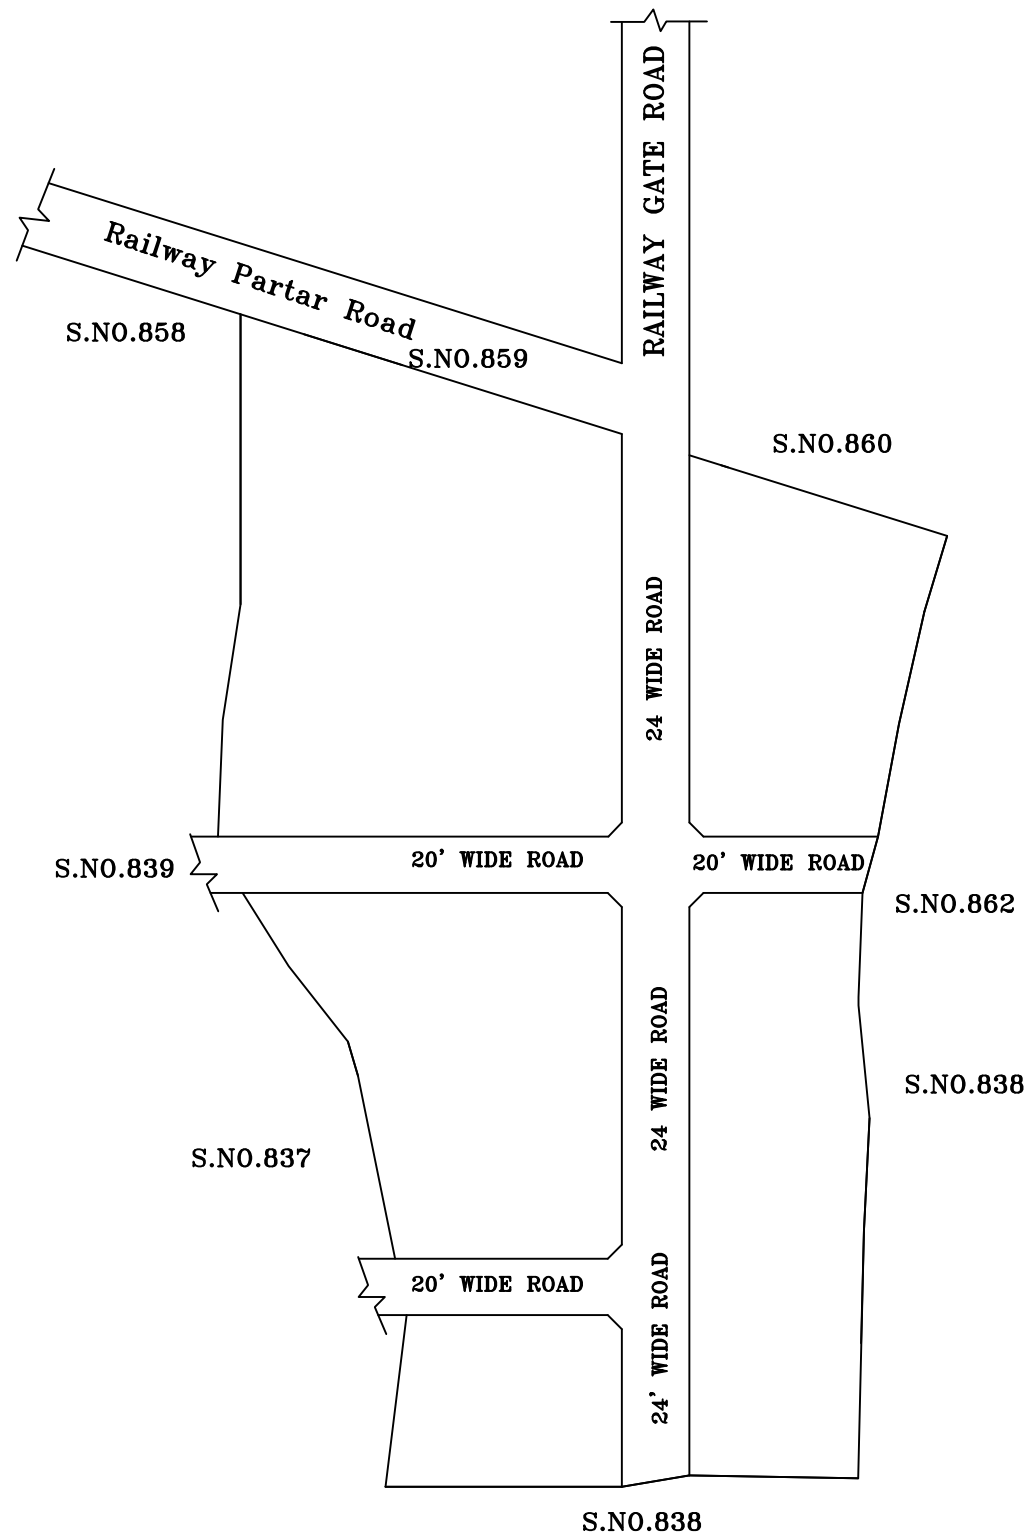 RAILWAY GATE ROAD
Railway Partar Road
S.NO.858
S.NO.859
S.NO.860
24 WIDE ROAD
20' WIDE ROAD
20' WIDE ROAD
S.NO.839
S.NO.862
24 WIDE ROAD
S.NO.838
S.NO.837
20' WIDE ROAD
24' WIDE ROAD
S.NO.838